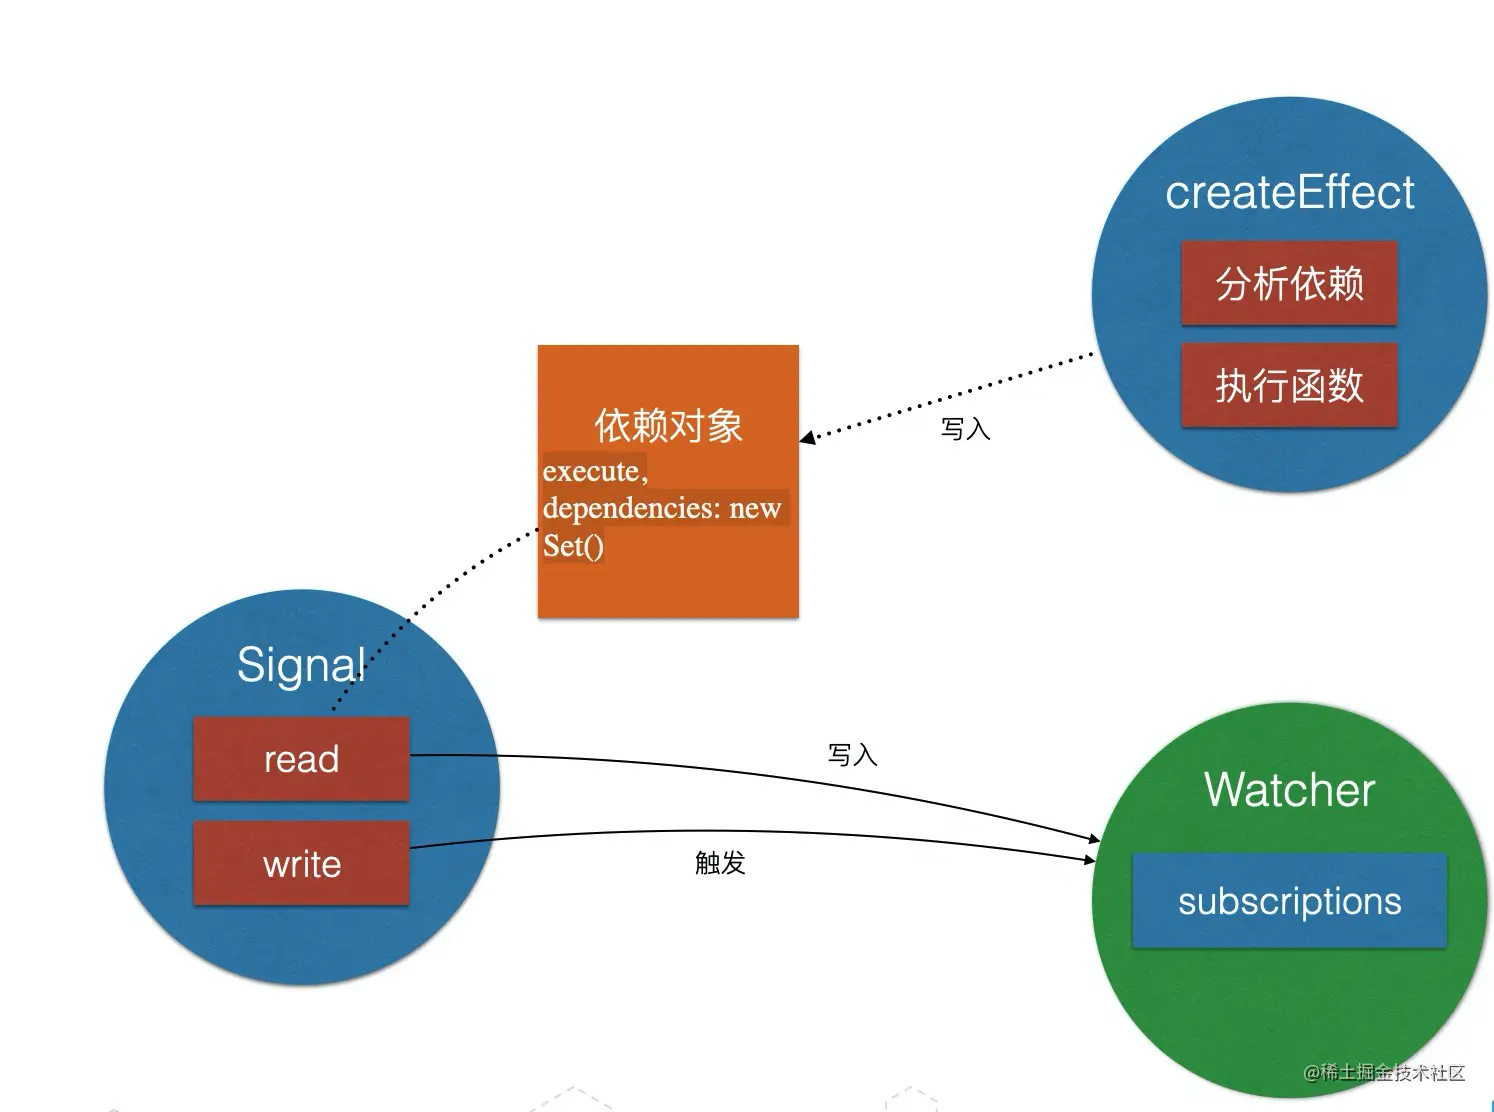 createEffect
分析依赖
执行函数
写入
依赖对象
execute,
dependencies: new
Set()
Signal
read
write
写入
触发
Watcher
subscriptions
@稀土掘金技术社区